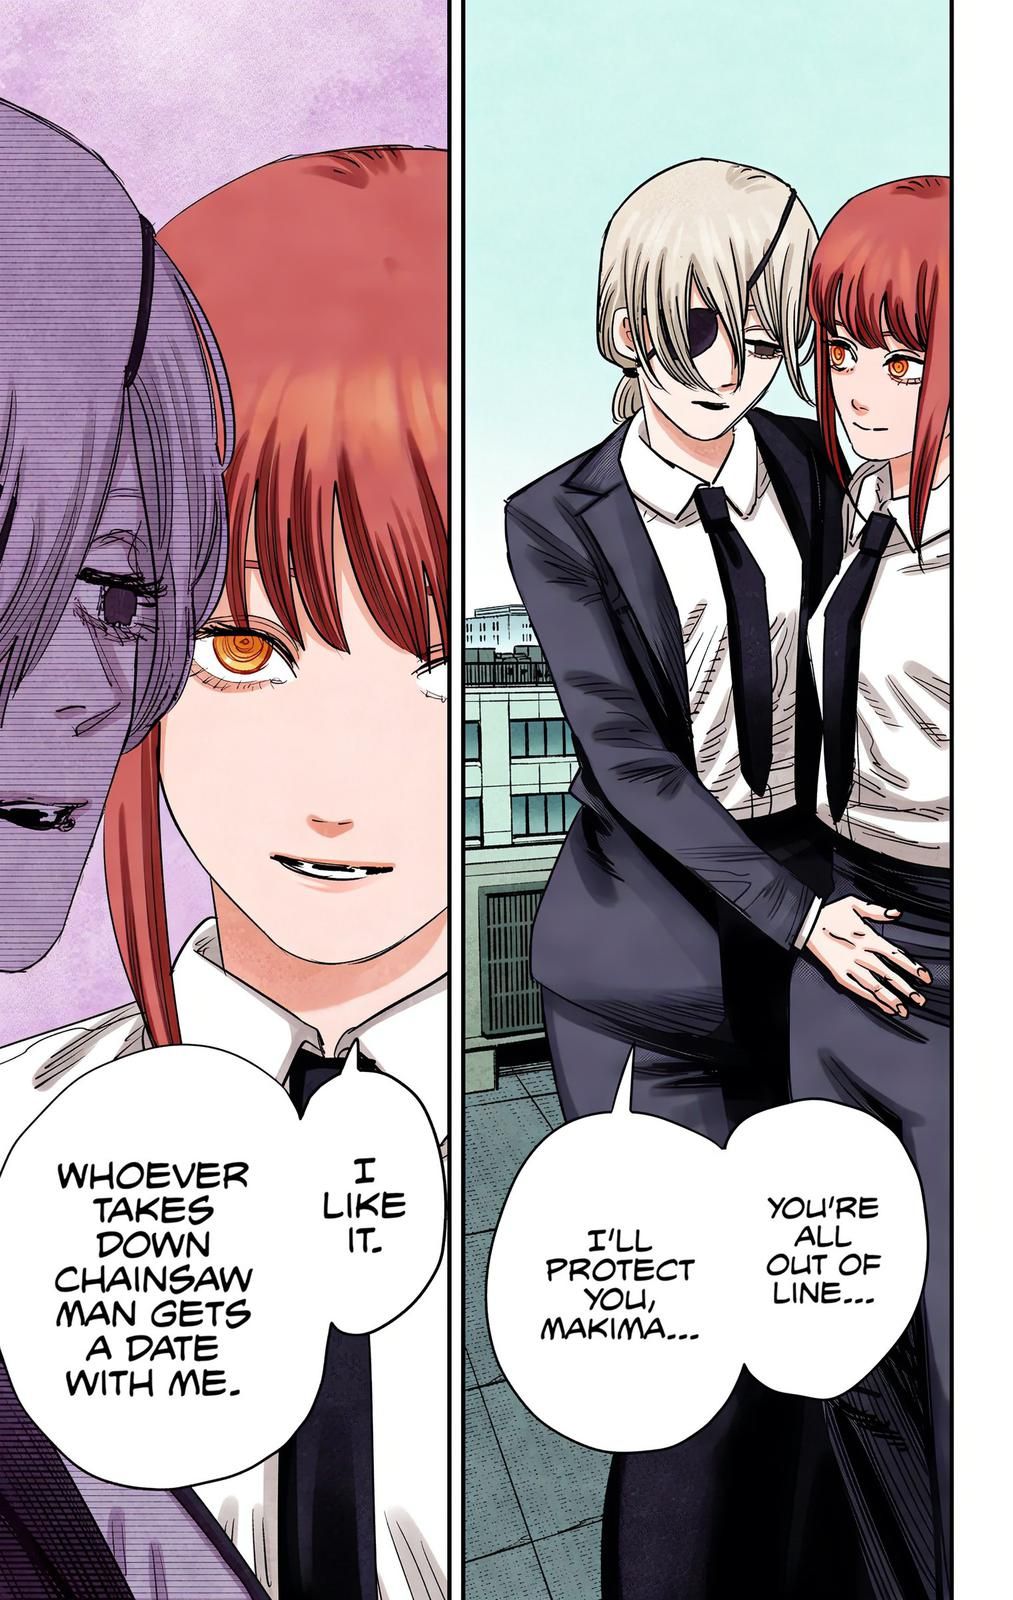 YOU'RE
ALL
OUT OF
LINE...
I'LL
PROTECT
YOU,
MAKIMA...
I
LIKE
IT.
WHOEVER
TAKES
DOWN
CHAINSAW
MAN GETS
A DATE
WITH ME.